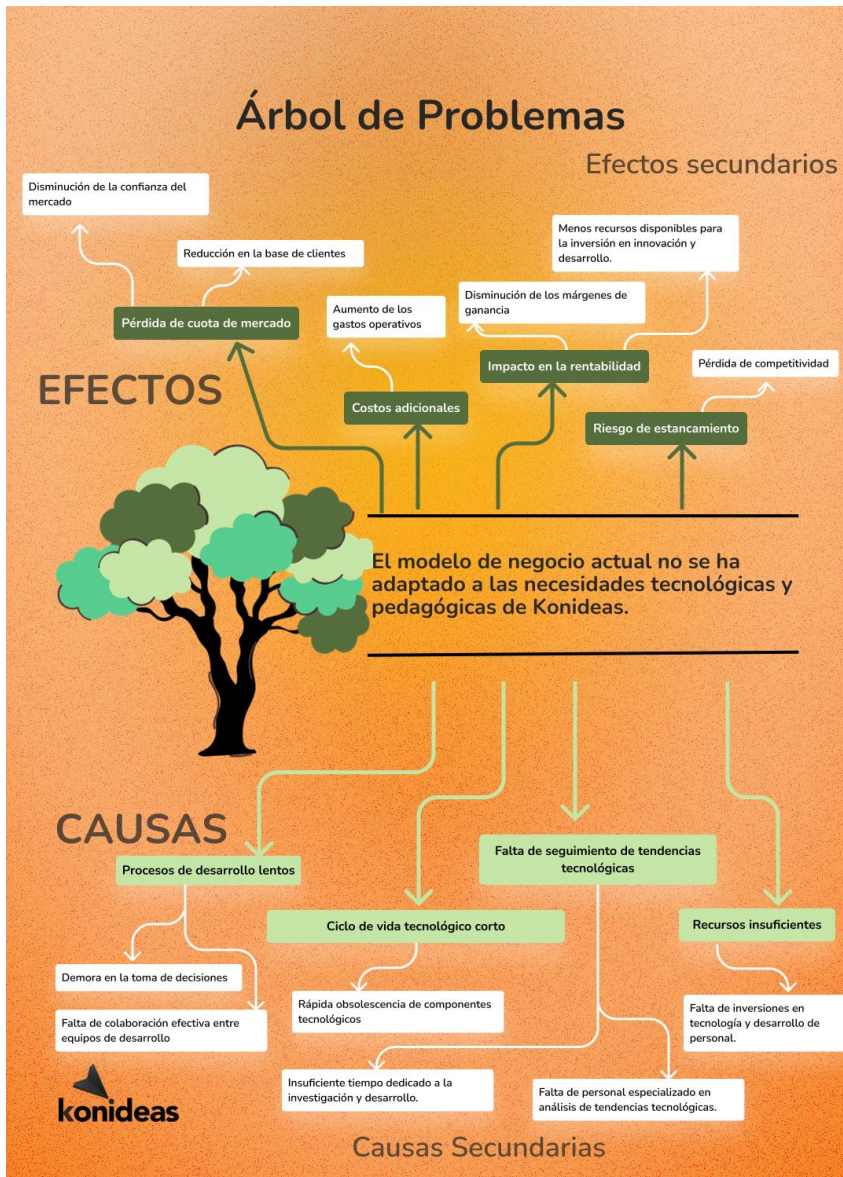 Árbol de Problemas
Efectos secundarios
Disminución de la confianza del
mercado
Reducción en la base de clientes
Menos recursos disponibles para
la inversión en innovación y
desarrollo.
Pérdida de cuota de mercado
Aumento de los
gastos operativos
Disminución de los márgenes de
ganancia
Impacto en la rentabilidad
Pérdida de competitividad
EFECTOS
Costos adicionales
Riesgo de estancamiento
El modelo de negocio actual no se ha
adaptado a las necesidades tecnológicas y
pedagógicas de Konideas.
CAUSAS
Procesos de desarrollo lentos
Falta de seguimiento de tendencias
tecnológicas
Ciclo de vida tecnológico corto
Recursos insuficientes
Demora en la toma de decisiones
Falta de colaboración efectiva entre
equipos de desarrollo
Rápida obsolescencia de componentes
tecnológicos
Falta de inversiones en
tecnología y desarrollo de
personal.
Insuficiente tiempo dedicado a la
investigación y desarrollo.
Falta de personal especializado en
análisis de tendencias tecnológicas.
konideas
Causas Secundarias